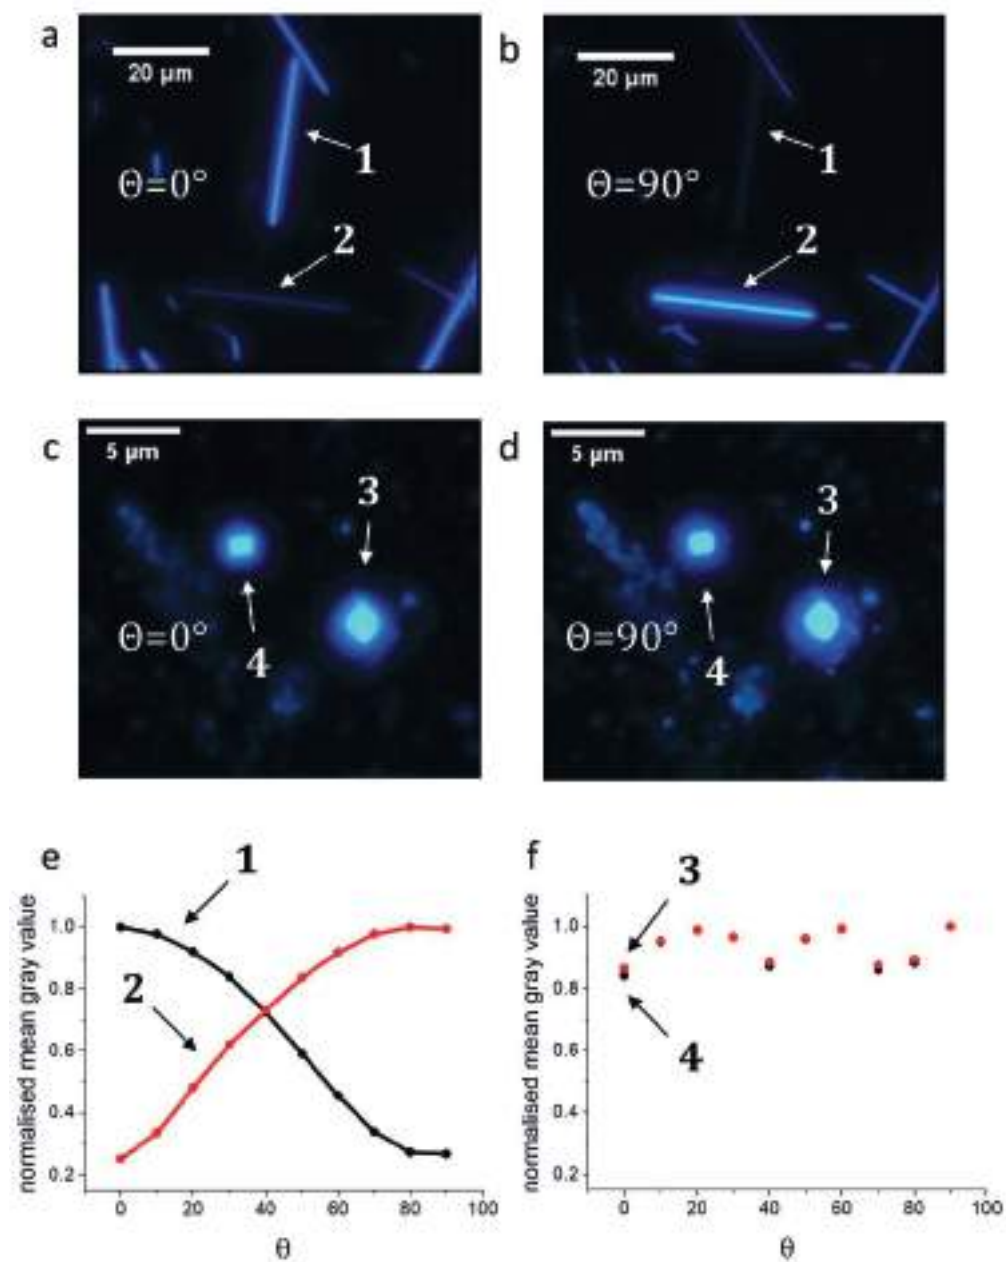 a
20 µm
1
Θ=0°
2
b
20 µm
1
Θ=90°
2
c
5 µm
3
Θ=0°
4
d
5 µm
3
Θ=90°
4
e
1
2
normalised mean gray value
1.0
0.8
0.6
0.4
0.2
0 20 40 60 80 100
θ
f
3
4
normalised mean gray value
1.0
0.8
0.6
0.4
0.2
0 20 40 60 80 100
θ